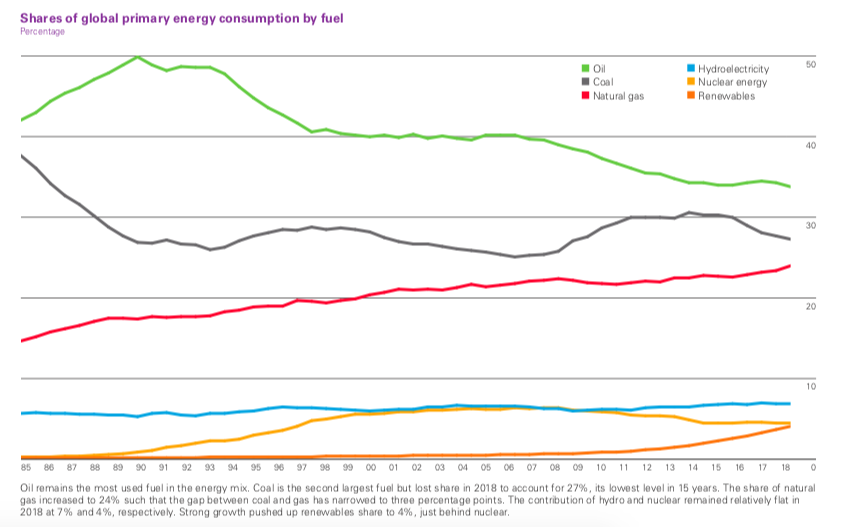 Shares of global primary energy consumption by fuel
Percentage
Oil
Coal
Natural gas
Hydroelectricity
Nuclear energy
Renewables
50
40
30
20
10
85 86 87 88 89 90 91 92 93 94 95 96 97 98 99 00 01 02 03 04 05 06 07 08 09 10 11 12 13 14 15 16 17 18 0
Oil remains the most used fuel in the energy mix. Coal is the second largest fuel but lost share in 2018 to account for 27%, its lowest level in 15 years. The share of natural
gas increased to 24% such that the gap between coal and gas has narrowed to three percentage points. The contribution of hydro and nuclear remained relatively flat in
2018 at 7% and 4%, respectively. Strong growth pushed up renewables share to 4%, just behind nuclear.